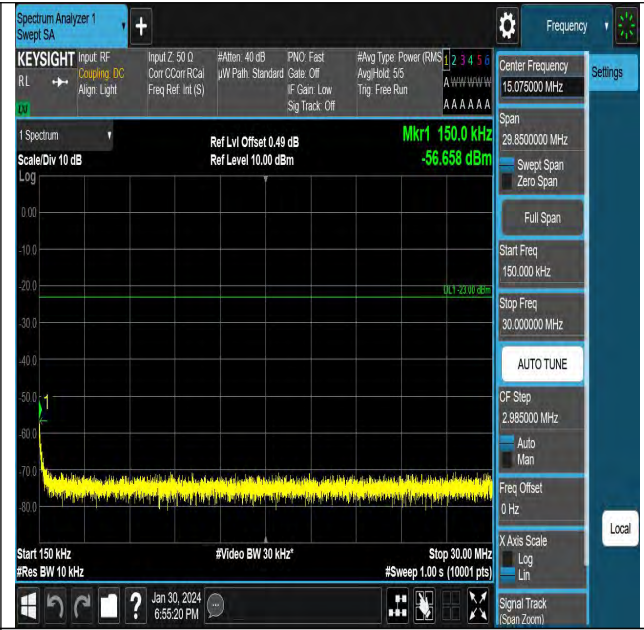 Spectrum Analyzer 1
Swept SA
+
Frequency
KEYSIGHT
RL
LXI
Input: RF
Coupling: DC
Align: Light
Input Z: 50 Ω
Corr CCorr RCal
Freq Ref: Int (S)
#Atten: 40 dB
µW Path: Standard
PNO: Fast
Gate: Off
IF Gain: Low
Sig Track: Off
#Avg Type: Power (RMS
Avg|Hold: 5/5
Trig: Free Run
1 2 3 4 5 6
A W W W W W
A A A A A A
1 Spectrum
Scale/Div 10 dB
Log
Ref Lvl Offset 0.49 dB
Ref Level 10.00 dBm
Mkr1 150.0 kHz
-56.658 dBm
0.00
-10.0
-20.0
DL1 -23.00 dBm
-30.0
-40.0
-50.0
1
-60.0
-70.0
-80.0
Start 150 kHz
#Res BW 10 kHz
#Video BW 30 kHz*
Stop 30.00 MHz
#Sweep 1.00 s (10001 pts)
Center Frequency
15.075000 MHz
Settings
Span
29.8500000 MHz
Swept Span
Zero Span
Full Span
Start Freq
150.000 kHz
Stop Freq
30.000000 MHz
AUTO TUNE
CF Step
2.985000 MHz
Auto
Man
Freq Offset
0 Hz
Local
X Axis Scale
Log
Lin
Signal Track
(Span Zoom)
?
Jan 30, 2024
6:55:20 PM